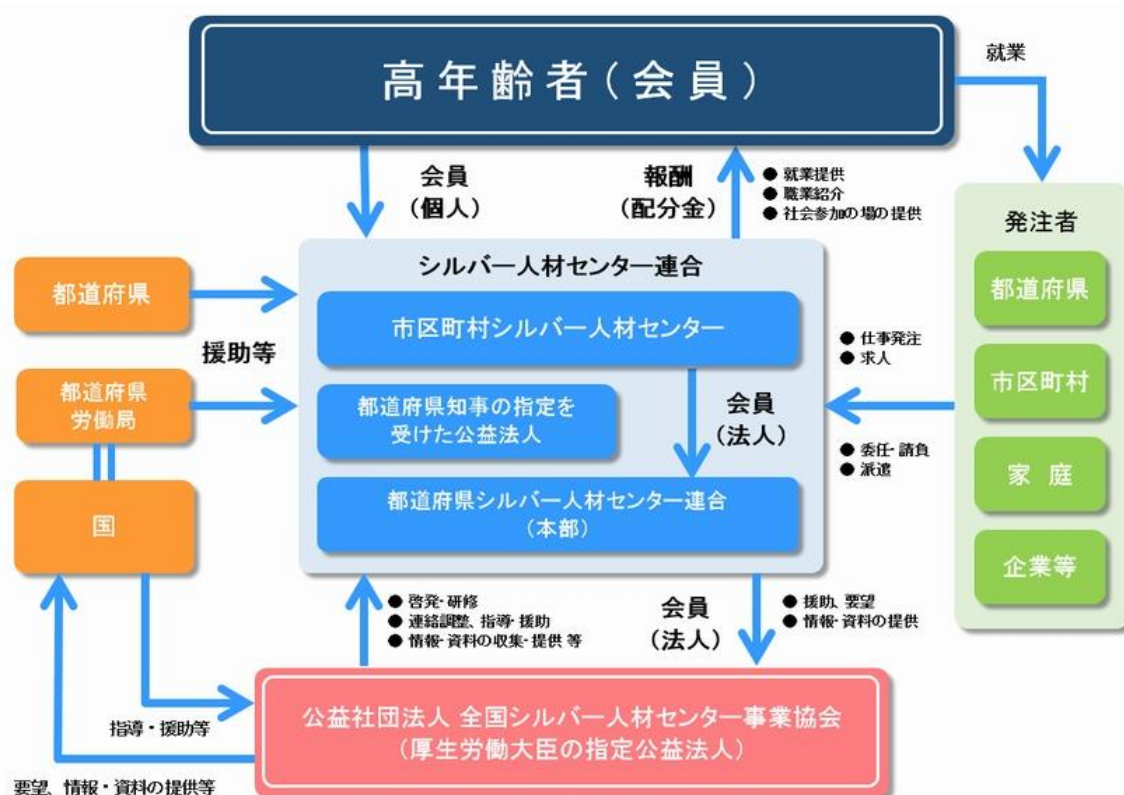 高年齢者(会員)
就業
会員
(個人)
報酬
(配分金)
● 就業提供
● 職業紹介
● 社会参加の場の提供
発注者
都道府県
市区町村
家 庭
企業等
シルバー人材センター連合
市区町村シルバー人材センター
都道府県知事の指定を
受けた公益法人
会員
(法人)
都道府県シルバー人材センター連合
(本部)
都道府県
援助等
都道府県
労働局
国
● 仕事発注
● 求人
● 委任・請負
● 派遣
● 啓発・研修
● 連絡調整、指導・援助
● 情報・資料の収集・提供 等
会員
(法人)
● 援助、要望
● 情報・資料の提供
公益社団法人 全国シルバー人材センター事業協会
(厚生労働大臣の指定公益法人)
指導・援助等
要望、情報・資料の提供等